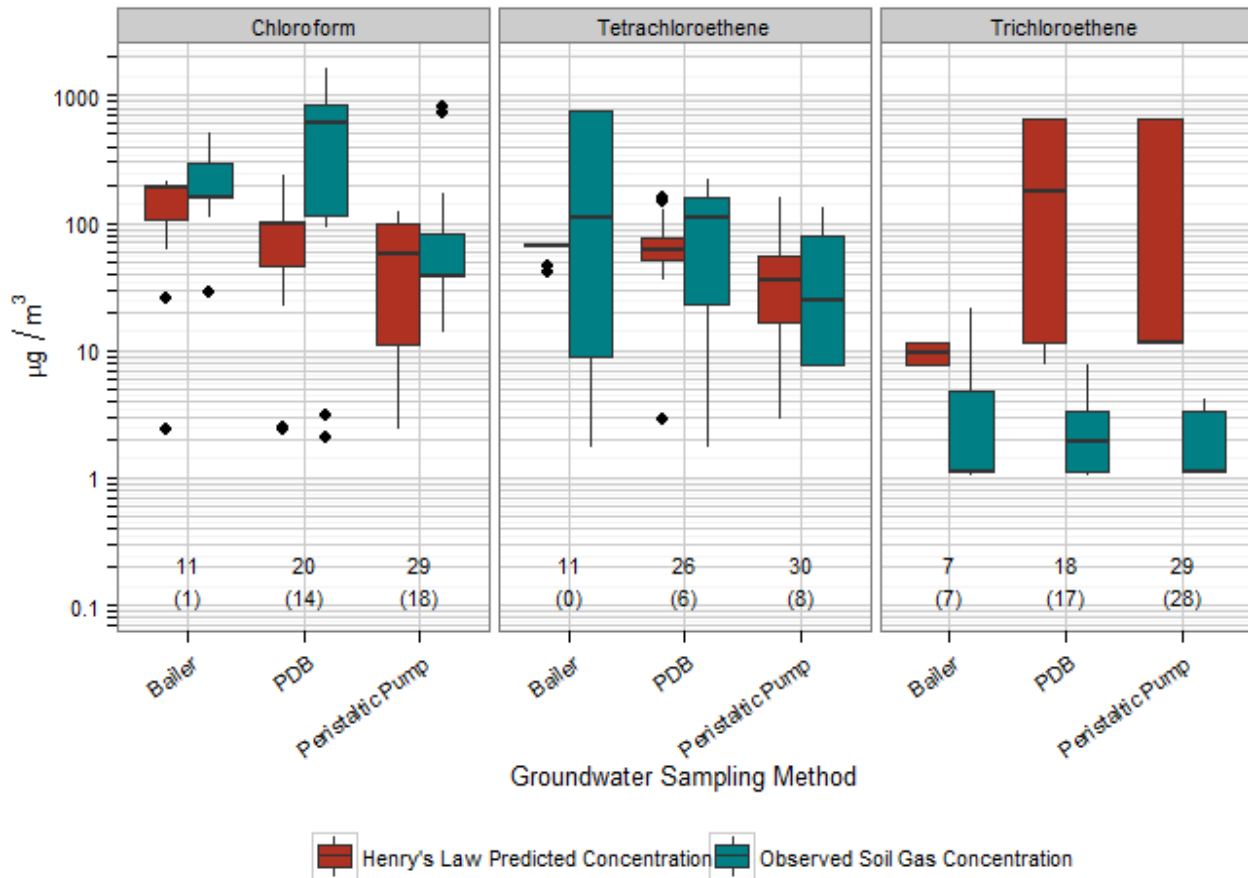 Chloroform Tetrachloroethene Trichloroethene
1000
100
10
1
0.1
µg / m³
11 20 29 11 26 30 7 18 29
(1) (14) (18) (0) (6) (8) (7) (17) (28)
Bailer PDB Peristaltic Pump Bailer PDB Peristaltic Pump Bailer PDB Peristaltic Pump
Groundwater Sampling Method
Henry's Law Predicted Concentration Observed Soil Gas Concentration